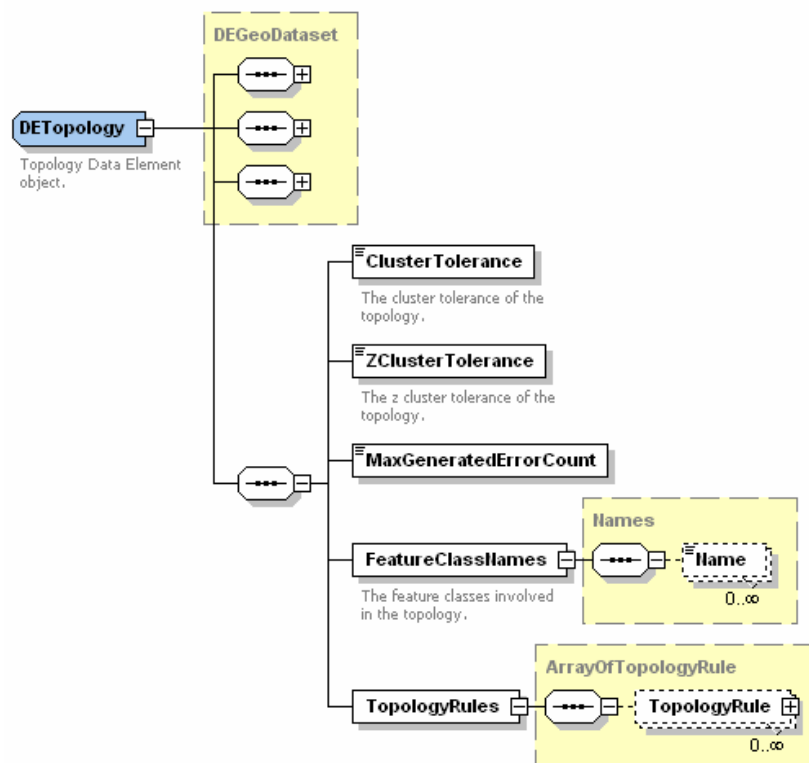 DEGeoDataset
DETopology
Topology Data Element
object.
ClusterTolerance
The cluster tolerance of the
topology.
ZClusterTolerance
The z cluster tolerance of the
topology.
MaxGeneratedErrorCount
Names
FeatureClassNames
Name
0..∞
The feature classes involved
in the topology.
ArrayOfTopologyRule
TopologyRules
TopologyRule
0..∞